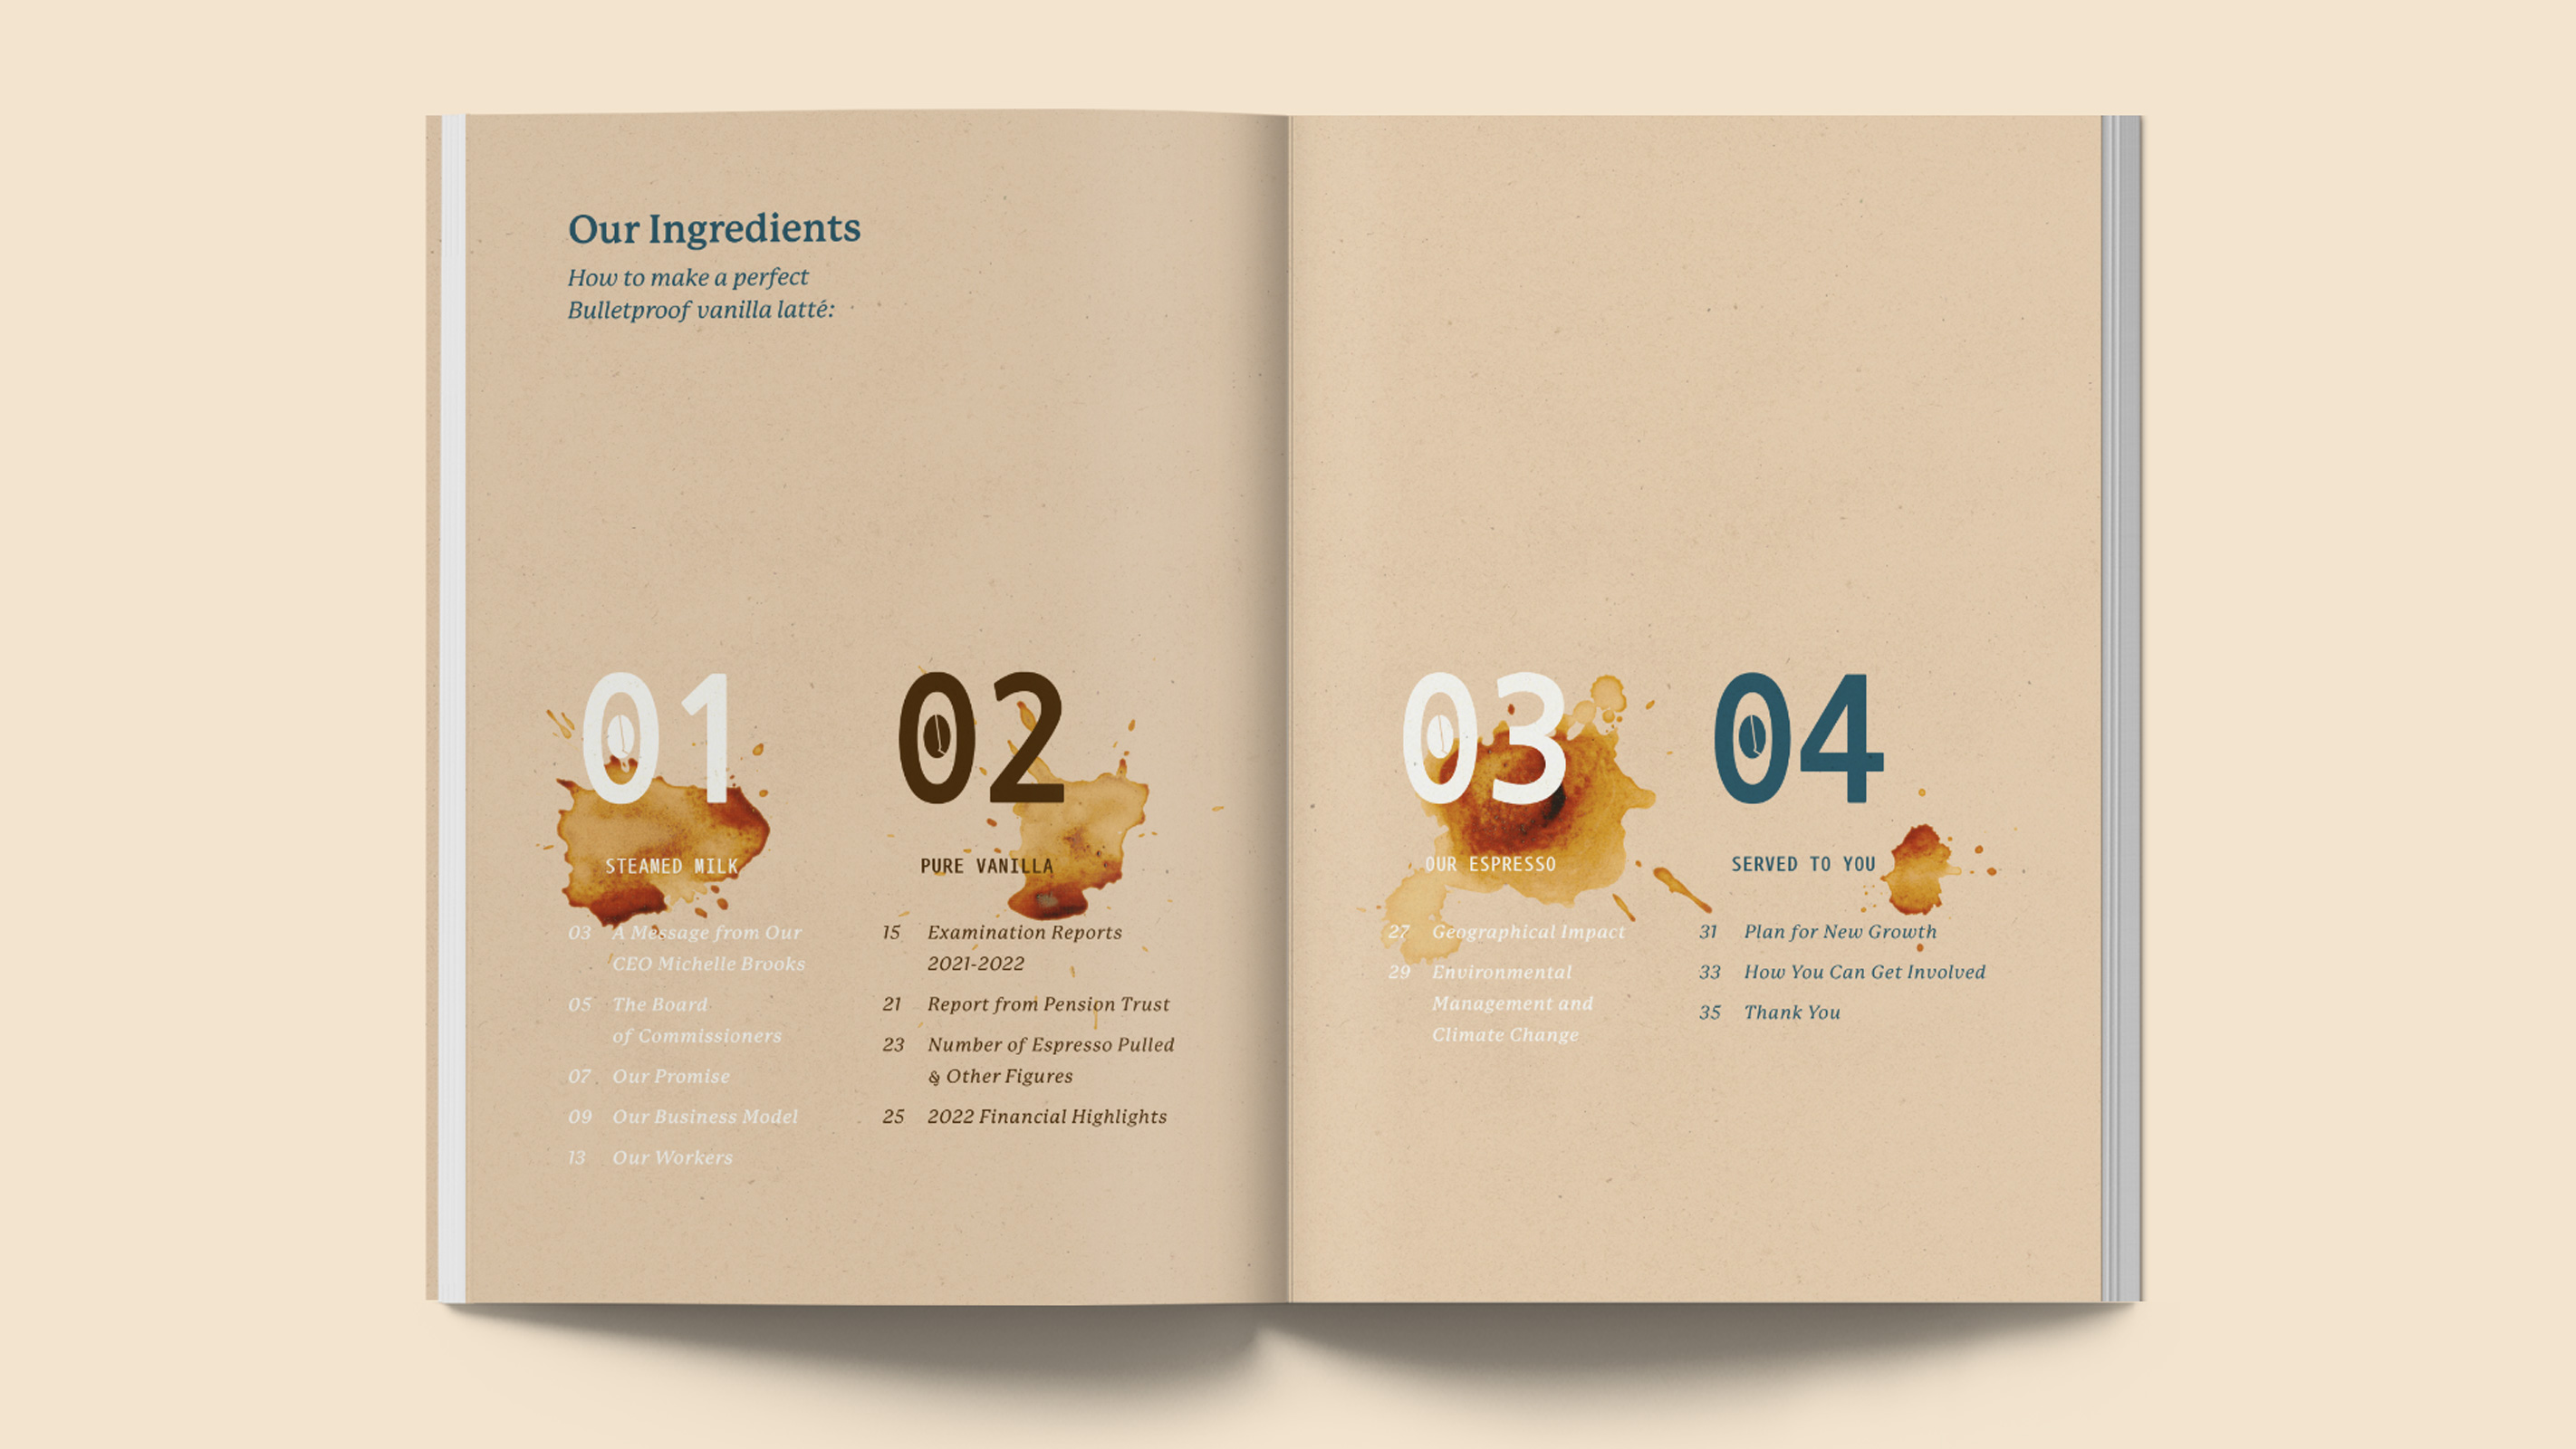 Our Ingredients
How to make a perfect
Bulletproof vanilla latté:
01
STEAMED MILK
03 A Message from Our
CEO Michelle Brooks
05 The Board
of Commissioners
07 Our Promise
09 Our Business Model
13 Our Workers
02
PURE VANILLA
15 Examination Reports
2021-2022
21 Report from Pension Trust
23 Number of Espresso Pulled
& Other Figures
25 2022 Financial Highlights
03
OUR ESPRESSO
27 Geographical Impact
29 Environmental
Management and
Climate Change
04
SERVED TO YOU
31 Plan for New Growth
33 How You Can Get Involved
35 Thank You